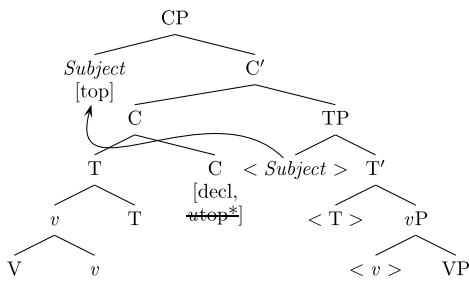 CP
Subject C′
[top]
C TP
T C < Subject > T′
[decl,
v T utop*] < T > vP
V v < v > VP